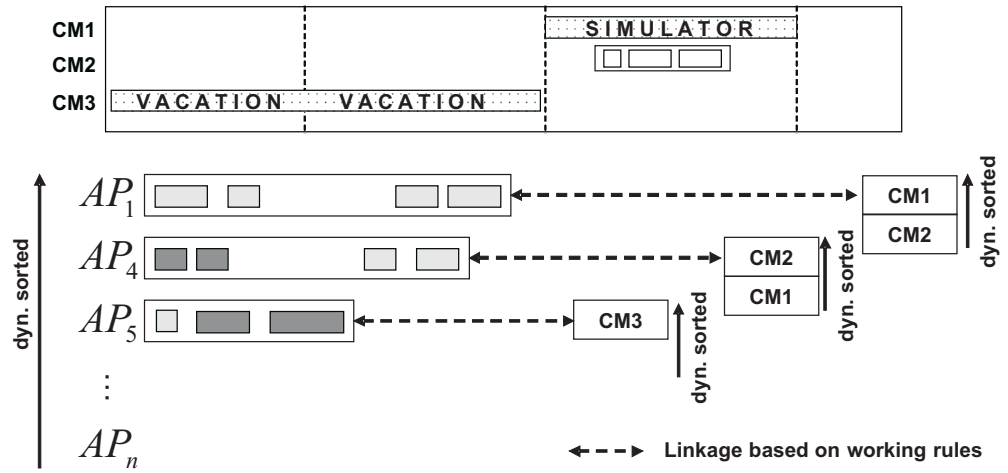 CM1 SIMULATOR
CM2
CM3 VACATION VACATION
AP1 CM1
CM2
AP4 CM2
CM1
AP5 CM3
⋮
APn
dyn. sorted
dyn. sorted
dyn. sorted
dyn. sorted
Linkage based on working rules